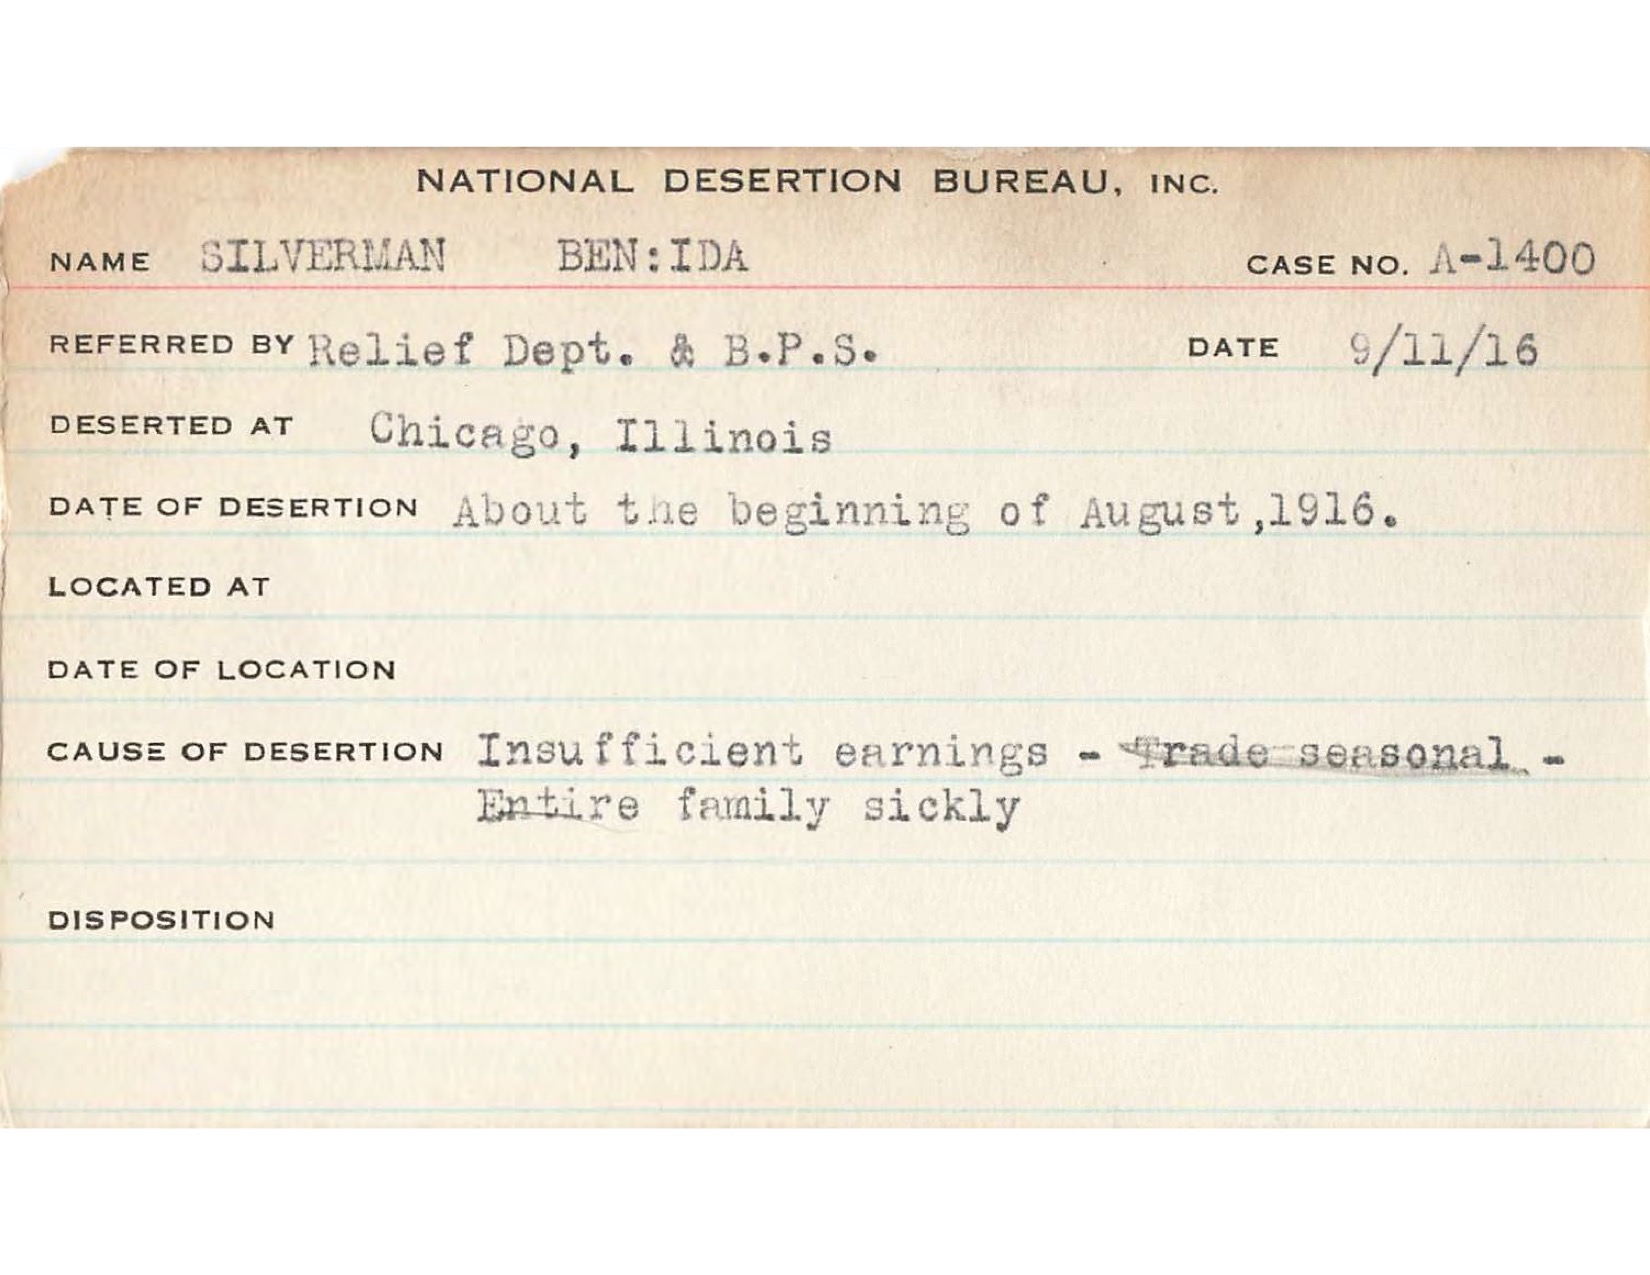 NATIONAL DESERTION BUREAU, INC.
NAME SILVERMAN BEN:IDA CASE NO. A-1400
REFERRED BY Relief Dept. & B.P.S. DATE 9/11/16
DESERTED AT Chicago, Illinois
DATE OF DESERTION About the beginning of August,1916.
LOCATED AT
DATE OF LOCATION
CAUSE OF DESERTION Insufficient earnings - Trade seasonal -
Entire family sickly
DISPOSITION